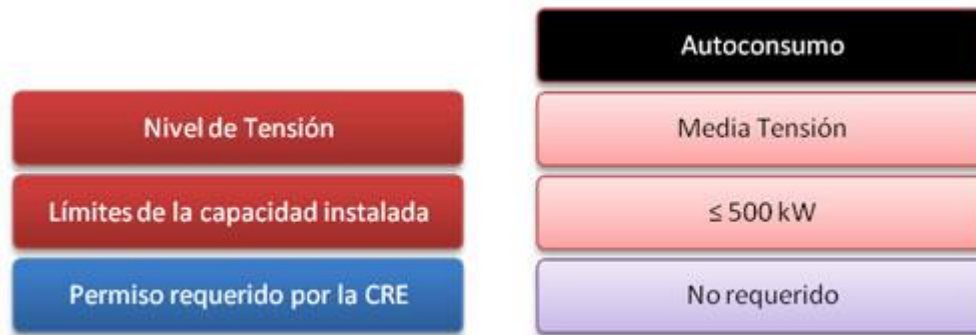 Autoconsumo
Nivel de Tensión
Media Tensión
Límites de la capacidad instalada
≤ 500 kW
Permiso requerido por la CRE
No requerido